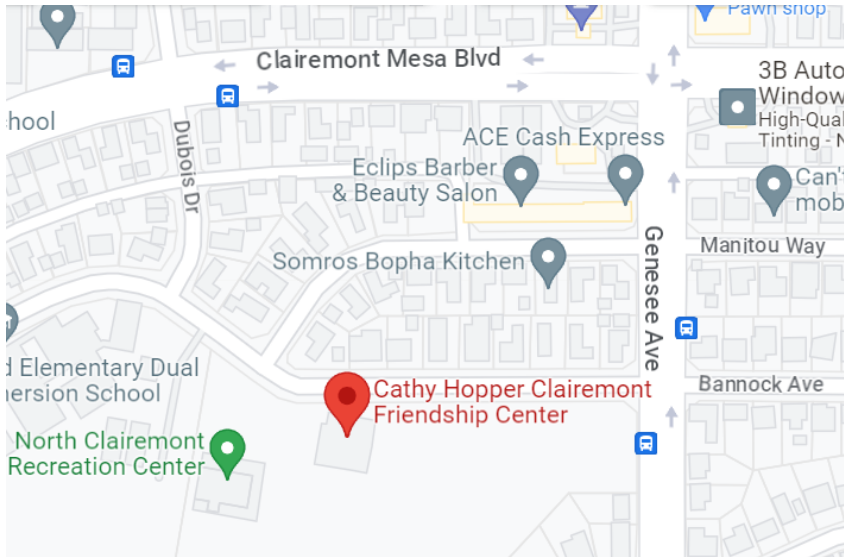 Pawn shop
Clairemont Mesa Blvd
3B Auto
Window
High-Qual
Tinting - N
hool
Dubois Dr
ACE Cash Express
Eclips Barber
& Beauty Salon
Can't
mob
Genesee Ave
Manitou Way
Somros Bopha Kitchen
d Elementary Dual
mersion School
Cathy Hopper Clairemont
Friendship Center
Bannock Ave
North Clairemont
Recreation Center